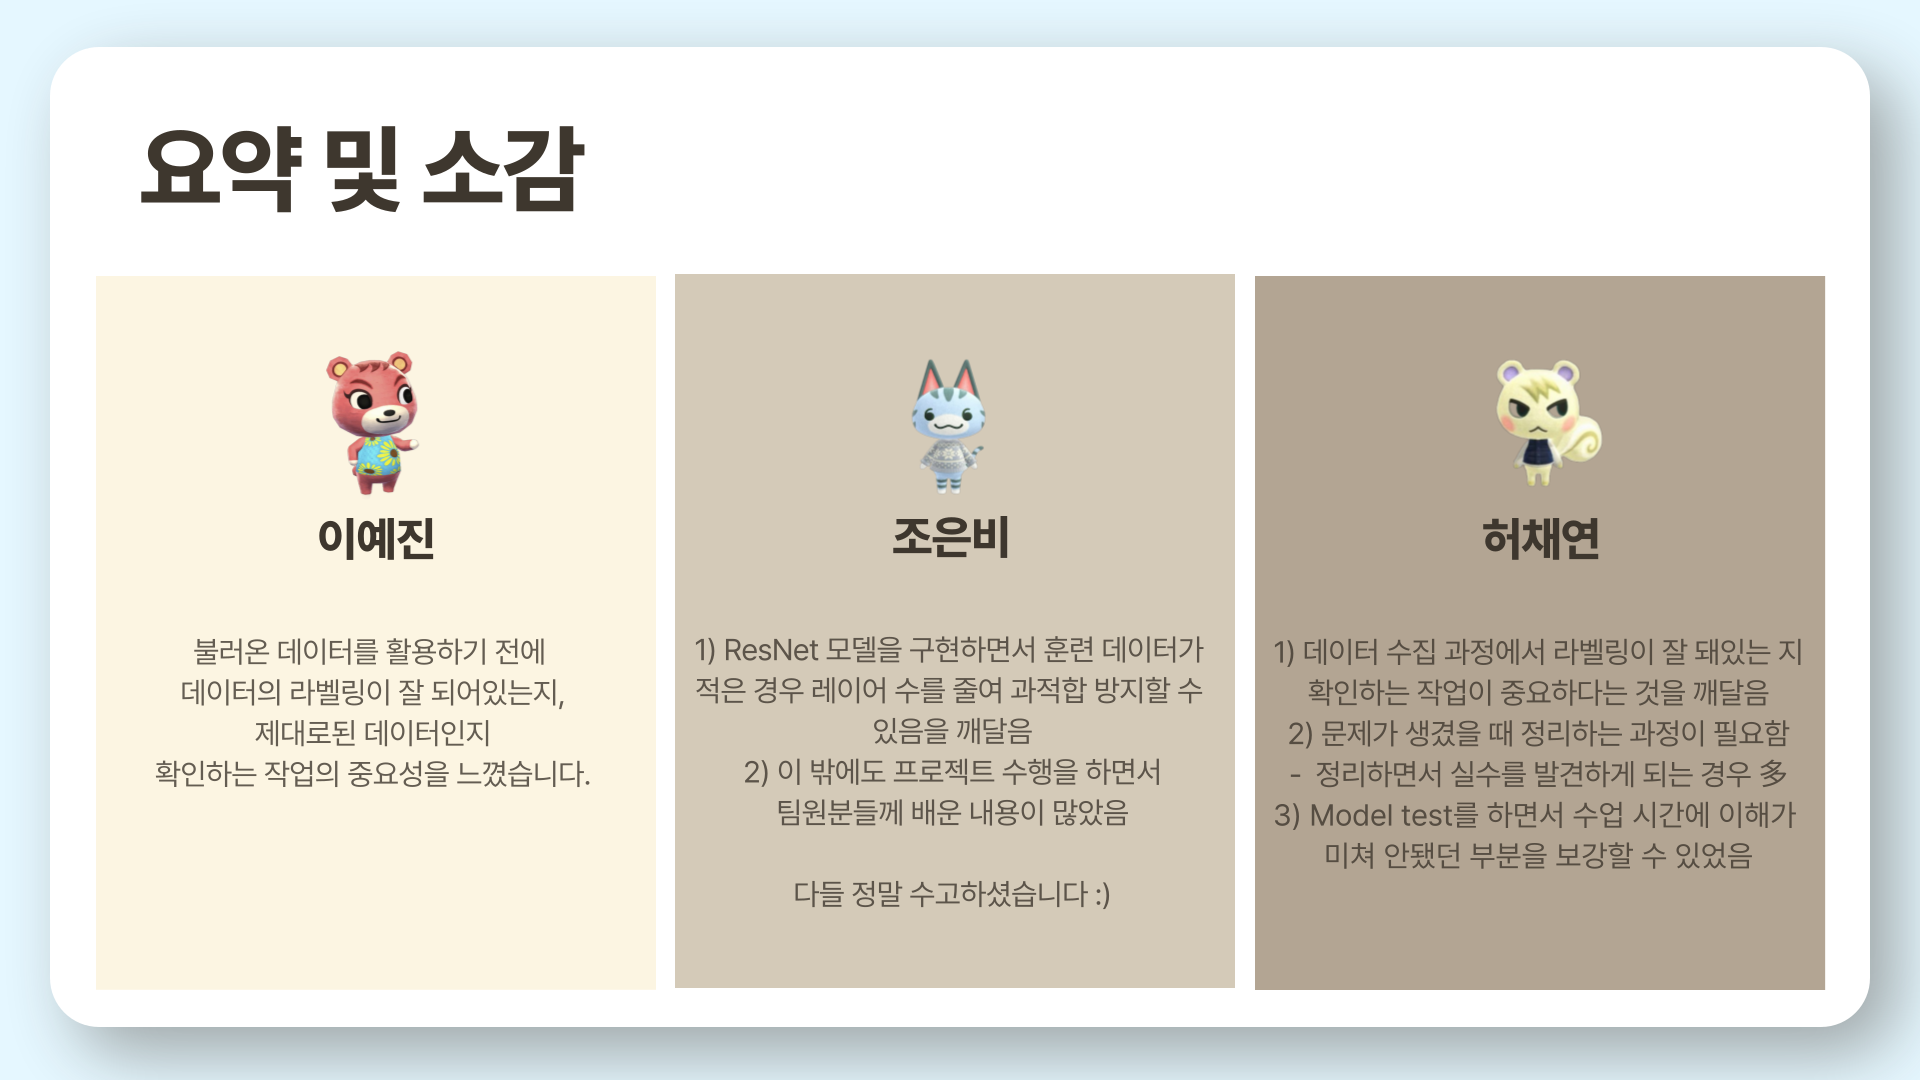 요약 및 소감
이예진
불러온 데이터를 활용하기 전에
데이터의 라벨링이 잘 되어있는지,
제대로된 데이터인지
확인하는 작업의 중요성을 느꼈습니다.
조은비
1) ResNet 모델을 구현하면서 훈련 데이터가
적은 경우 레이어 수를 줄여 과적합 방지할 수
있음을 깨달음
2) 이 밖에도 프로젝트 수행을 하면서
팀원분들께 배운 내용이 많았음
다들 정말 수고하셨습니다 :)
허채연
1) 데이터 수집 과정에서 라벨링이 잘 돼있는 지
확인하는 작업이 중요하다는 것을 깨달음
2) 문제가 생겼을 때 정리하는 과정이 필요함
- 정리하면서 실수를 발견하게 되는 경우 多
3) Model test를 하면서 수업 시간에 이해가
미쳐 안됐던 부분을 보강할 수 있었음